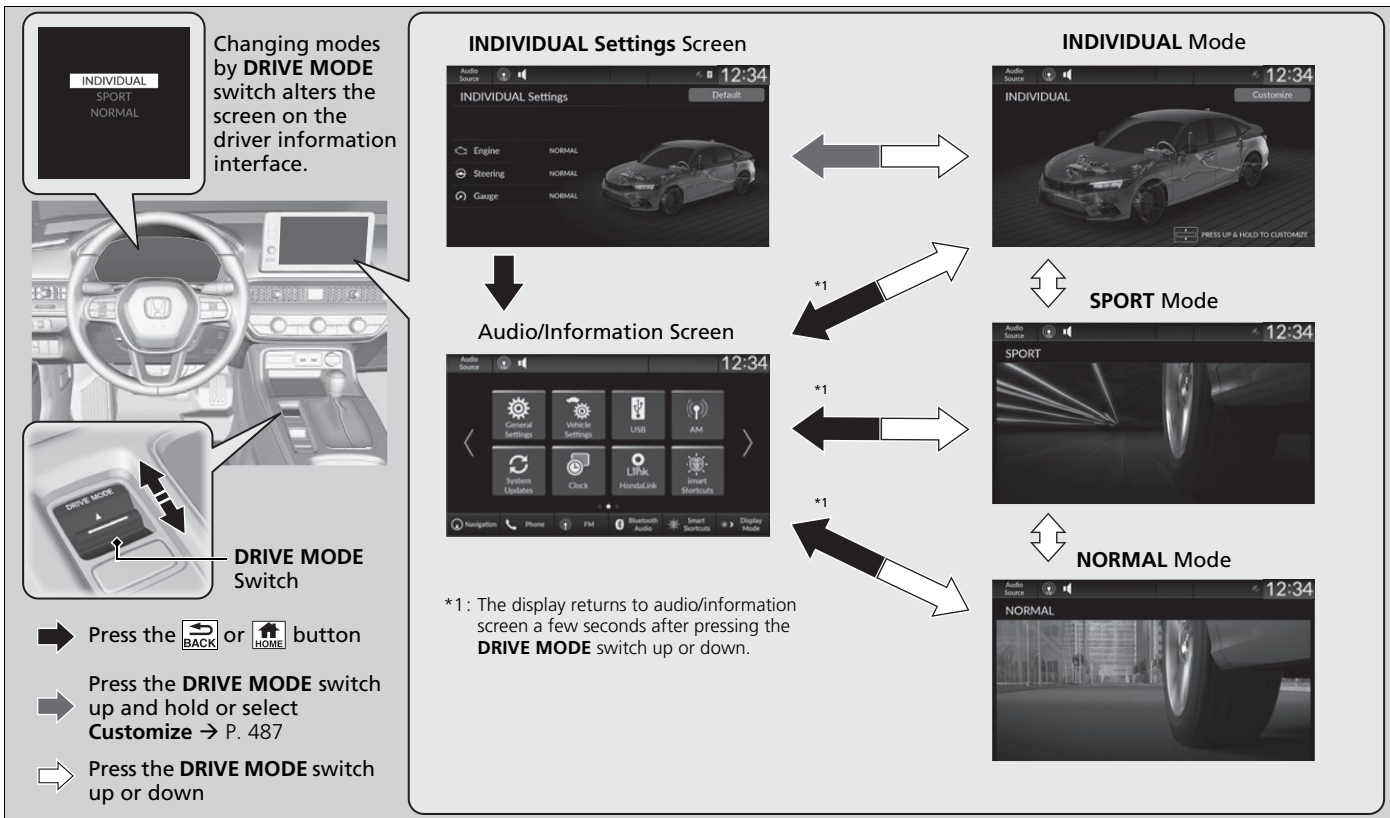 INDIVIDUAL
SPORT
NORMAL
Changing modes
by DRIVE MODE
switch alters the
screen on the
driver information
interface.
DRIVE MODE
DRIVE MODE
Switch
Press the BACK or HOME button
Press the DRIVE MODE switch
up and hold or select
Customize → P. 487
Press the DRIVE MODE switch
up or down
INDIVIDUAL Settings Screen
Audio
Source
12:34
INDIVIDUAL Settings
Default
Engine NORMAL
Steering NORMAL
Gauge NORMAL
Audio/Information Screen
Audio
Source
12:34
General
Settings
Vehicle
Settings
USB
AM
System
Updates
Clock
HondaLink
imart
Shortcuts
Navigation
Phone
FM
Bluetooth
Audio
Smart
Skortcuts
Display
Mode
*1
*1
*1
*1: The display returns to audio/information
screen a few seconds after pressing the
DRIVE MODE switch up or down.
INDIVIDUAL Mode
Audio
Source
12:34
INDIVIDUAL
Customize
PRESS UP & HOLD TO CUSTOMIZE
SPORT Mode
Audio
Source
12:34
SPORT
NORMAL Mode
Audio
Source
12:34
NORMAL